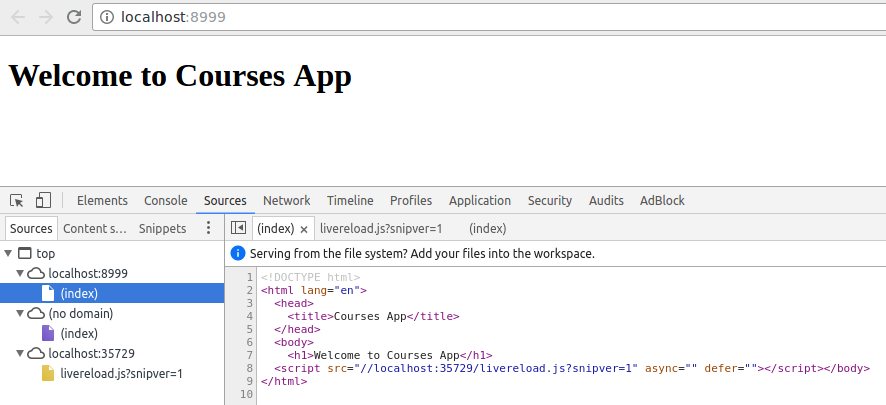 localhost:8999
Welcome to Courses App
Elements Console Sources Network Timeline Profiles Application Security Audits AdBlock
Sources Content s... Snippets
(index) × livereload.js?snipver=1 (index)
Serving from the file system? Add your files into the workspace.
top
localhost:8999
(index)
(no domain)
(index)
localhost:35729
livereload.js?snipver=1
1 <!DOCTYPE html>
2 <html lang="en">
3   <head>
4     <title>Courses App</title>
5   </head>
6   <body>
7     <h1>Welcome to Courses App</h1>
8   <script src="//localhost:35729/livereload.js?snipver=1" async="" defer=""></script></body>
9 </html>
10